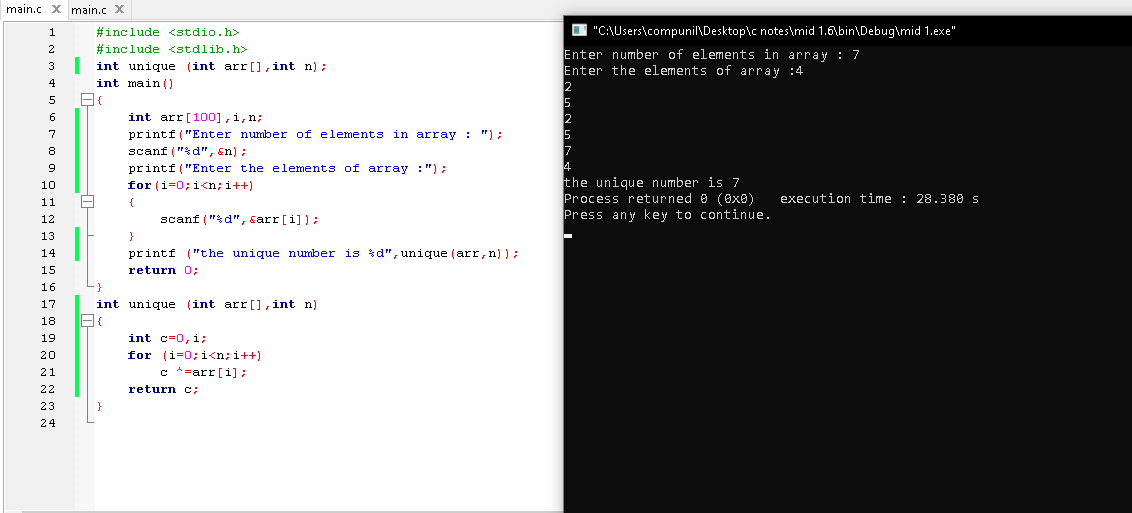 main.c X main.c X
1 #include <stdio.h>
2 #include <stdlib.h>
3 int unique (int arr[],int n);
4 int main()
5 {
6 int arr[100],i,n;
7 printf("Enter number of elements in array : ");
8 scanf("%d",&n);
9 printf("Enter the elements of array :");
10 for(i=0;i<n;i++)
11 {
12 scanf("%d",&arr[i]);
13 }
14 printf ("the unique number is %d",unique(arr,n));
15 return 0;
16 }
17 int unique (int arr[],int n)
18 {
19 int c=0,i;
20 for (i=0;i<n;i++)
21 c ^=arr[i];
22 return c;
23 }
24
"C:\Users\compunil\Desktop\c notes\mid 1.6\bin\Debug\mid 1.exe"
Enter number of elements in array : 7
Enter the elements of array :4
2
5
2
5
7
4
the unique number is 7
Process returned 0 (0x0) execution time : 28.380 s
Press any key to continue.